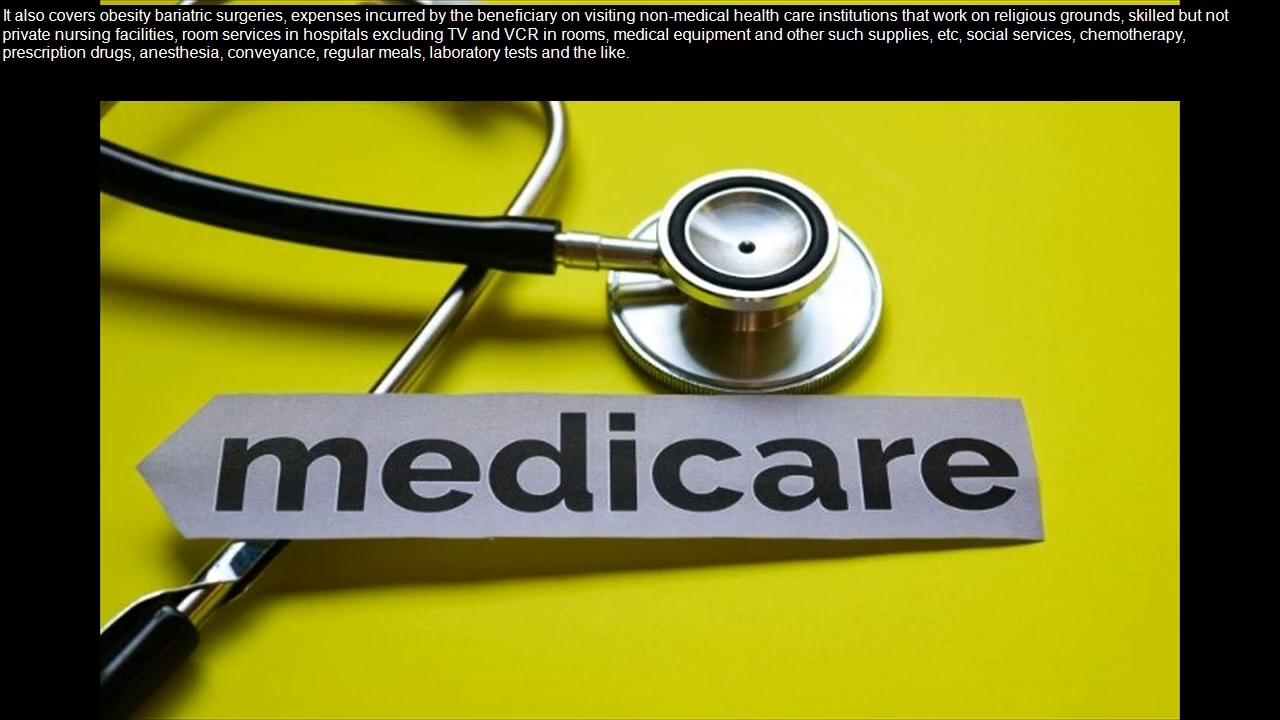 It also covers obesity bariatric surgeries, expenses incurred by the beneficiary on visiting non-medical health care institutions that work on religious grounds, skilled but not
private nursing facilities, room services in hospitals excluding TV and VCR in rooms, medical equipment and other such supplies, etc, social services, chemotherapy,
prescription drugs, anesthesia, conveyance, regular meals, laboratory tests and the like.
medicare